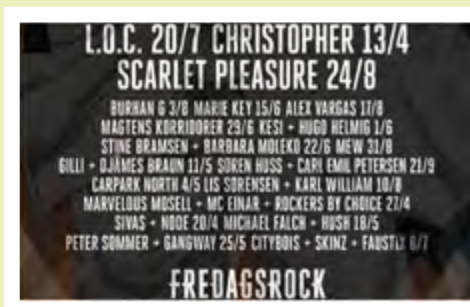 L.O.C. 20/7 CHRISTOPHER 13/4
SCARLET PLEASURE 24/8
BURHAN G 3/8 MARIE KEY 15/6 ALEX VARGAS 17/8
MAGTENS KORRIDORER 29/6 KESI + HUGO HELMIG 1/6
STINE BRAMSEN + BARBARA MOLEKO 22/6 MEW 31/8
GILLI + DJÁMES BRAUN 11/5 SØREN HUSS + CARL EMIL PETERSEN 21/9
CARPARK NORTH 4/5 LIS SØRENSEN + KARL WILLIAM 10/8
MARVELOUS MOSELL + MC EINAR + ROCKERS BY CHOICE 27/4
SIVAS + NODE 20/4 MICHAEL FALCH + HUSH 18/5
PETER SOMMER + GANGWAY 25/5 CITYBOIS + SKINZ + FAUSTLY 6/7
FREDAGSROCK